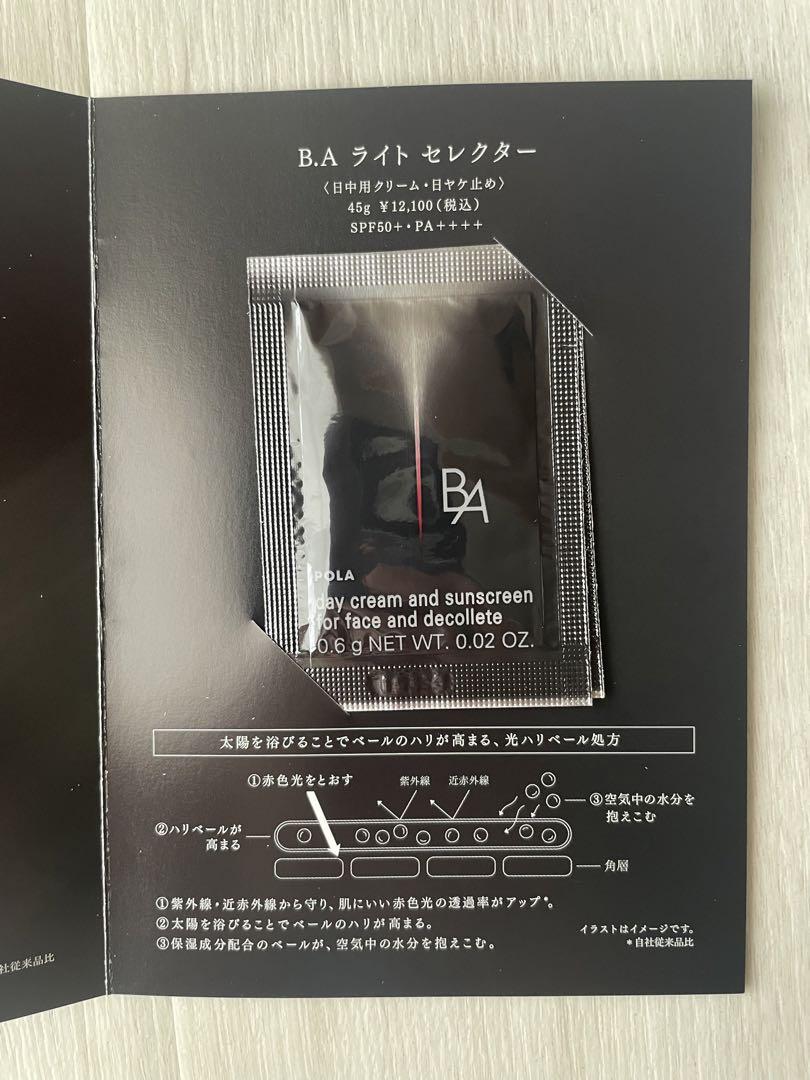 B.A ライト セレクター
〈日中用クリーム・日ヤケ止め〉
45g ¥12,100(税込)
SPF50+・PA++++
BA
POLA
day cream and sunscreen
for face and decollete
0.6 g NET WT. 0.02 OZ.
太陽を浴びることでベールのハリが高まる、光ハリベール処方
①赤色光をとおす
紫外線
近赤外線
③空気中の水分を
抱えこむ
②ハリベールが
高まる
角層
①紫外線・近赤外線から守り、肌にいい赤色光の透過率がアップ*。
②太陽を浴びることでベールのハリが高まる。
③保湿成分配合のベールが、空気中の水分を抱えこむ。
イラストはイメージです。
*自社従来品比
社従来品比